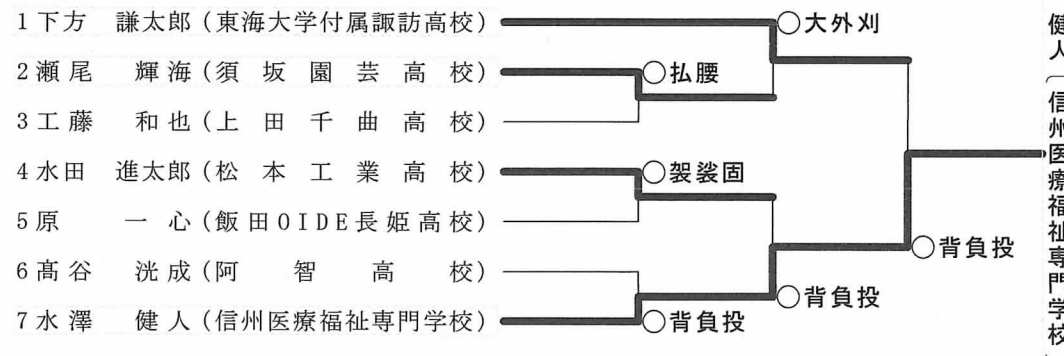 1 下方 謙太郎 (東海大学付属諏訪高校)
○大外刈
2 瀬尾 輝海 (須坂園芸高校)
○払腰
3 工藤 和也 (上田千曲高校)
4 水田 進太郎 (松本工業高校)
○袈裟固
5 原 一心 (飯田OIDE長姫高校)
6 髙谷 洸成 (阿智高校)
○背負投
○背負投
7 水澤 健人 (信州医療福祉専門学校)
○背負投
健人(信州医療福祉専門学校